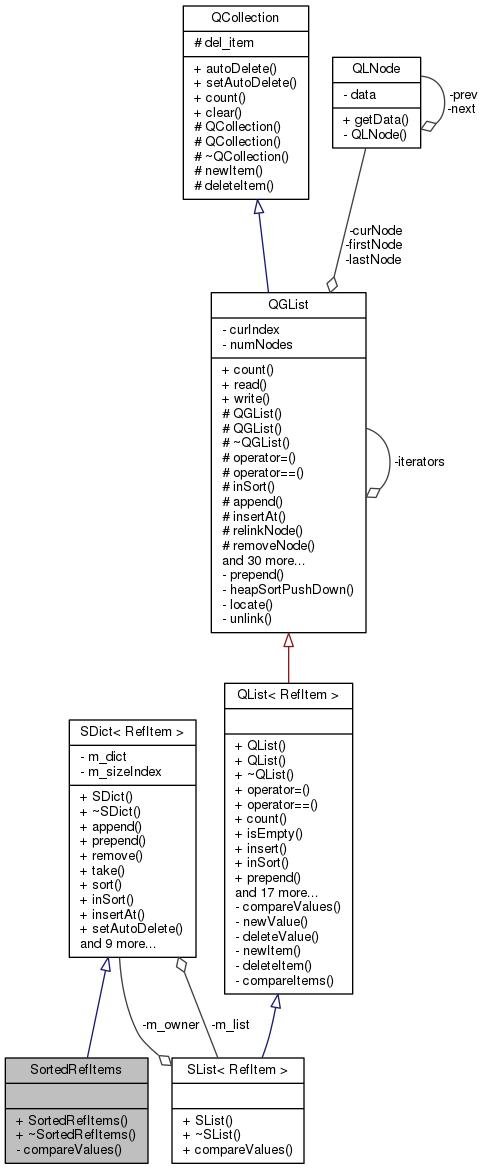 QCollection
# del_item
+ autoDelete()
+ setAutoDelete()
+ count()
+ clear()
# QCollection()
# QCollection()
# ~QCollection()
# newItem()
# deleteItem()
QLNode
- data
+ getData()
- QLNode()
-prev
-next
-curNode
-firstNode
-lastNode
QGList
- curIndex
- numNodes
+ count()
+ read()
+ write()
# QGList()
# QGList()
# ~QGList()
# operator=()
# operator==()
# inSort()
# append()
# insertAt()
# relinkNode()
# removeNode()
and 30 more...
- prepend()
- heapSortPushDown()
- locate()
- unlink()
-iterators
QList< RefItem >
+ QList()
+ QList()
+ ~QList()
+ operator=()
+ operator==()
+ count()
+ isEmpty()
+ insert()
+ inSort()
+ prepend()
and 17 more...
- compareValues()
- newValue()
- deleteValue()
- newItem()
- deleteItem()
- compareItems()
SDict< RefItem >
- m_dict
- m_sizeIndex
+ SDict()
+ ~SDict()
+ append()
+ prepend()
+ remove()
+ take()
+ sort()
+ inSort()
+ insertAt()
+ setAutoDelete()
and 9 more...
-m_owner
-m_list
SortedRefItems
+ SortedRefItems()
+ ~SortedRefItems()
- compareValues()
SList< RefItem >
+ SList()
+ ~SList()
+ compareValues()